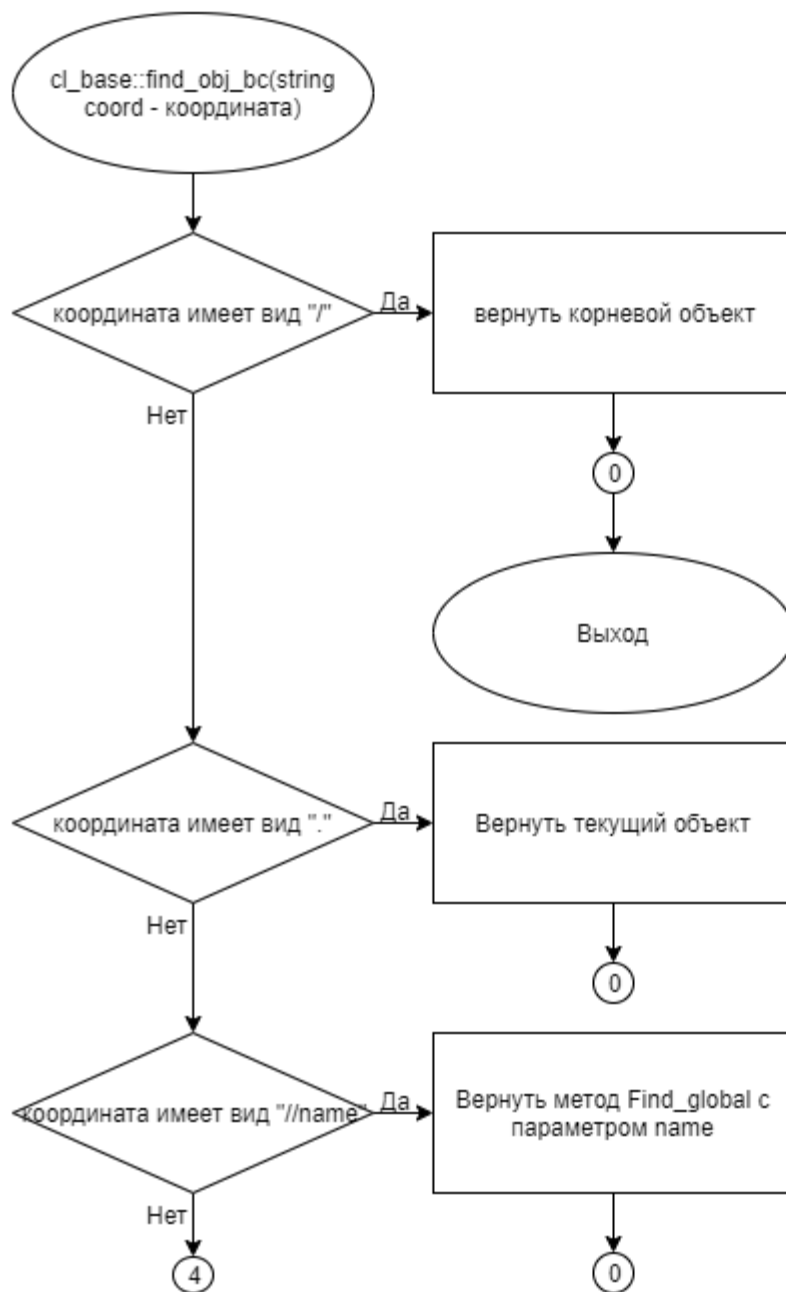 cl_base::find_obj_bc(string
coord - координата)
координата имеет вид "/"
Да
вернуть корневой объект
Нет
0
Выход
координата имеет вид "."
Да
Вернуть текущий объект
Нет
0
координата имеет вид "//name"
Да
Вернуть метод Find_global с
параметром name
Нет
4
0